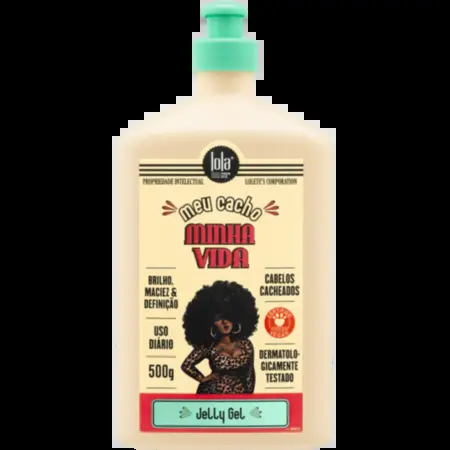 lola
PROPRIEDADE INTELECTUAL
LOLETE'S CORPORATION
meu cacho
MINHA
VIDA
BRILHO,
MACIEZ &
DEFINIÇÃO
USO
DIÁRIO
500g
CABELOS
CACHEADOS
DERMATOLO-
GICAMENTE
TESTADO
Jelly Gel